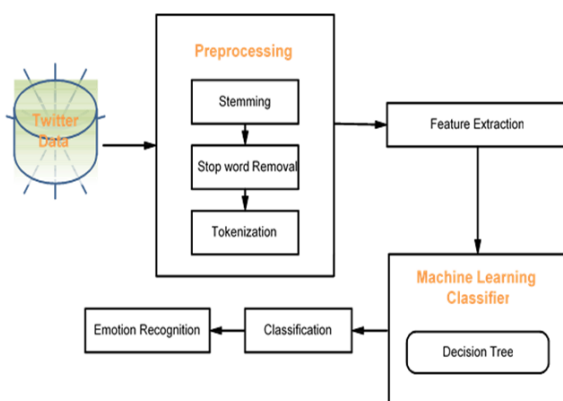 Preprocessing
Twitter
Data
Stemming
Stop word Removal
Tokenization
Feature Extraction
Machine Learning
Classifier
Decision Tree
Classification
Emotion Recognition